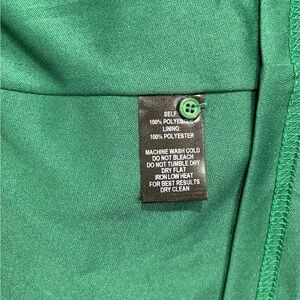 SELF:
100% POLYESTER
LINING:
100% POLYESTER
MACHINE WASH COLD
DO NOT BLEACH
DO NOT TUMBLE DRY
DRY FLAT
IRON LOW HEAT
FOR BEST RESULTS
DRY CLEAN